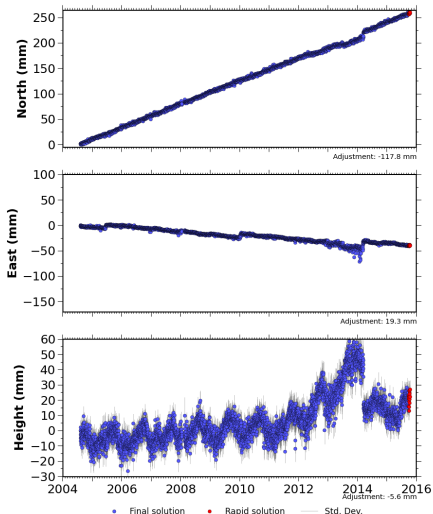 250
200
150
100
50
0
North (mm)
Adjustment: -117.8 mm
100
50
0
−50
−100
−150
East (mm)
Adjustment: 19.3 mm
60
50
40
30
20
10
0
−10
−20
−30
Height (mm)
2004 2006 2008 2010 2012 2014 2016
Adjustment: -5.6 mm
Final solution Rapid solution Std. Dev.